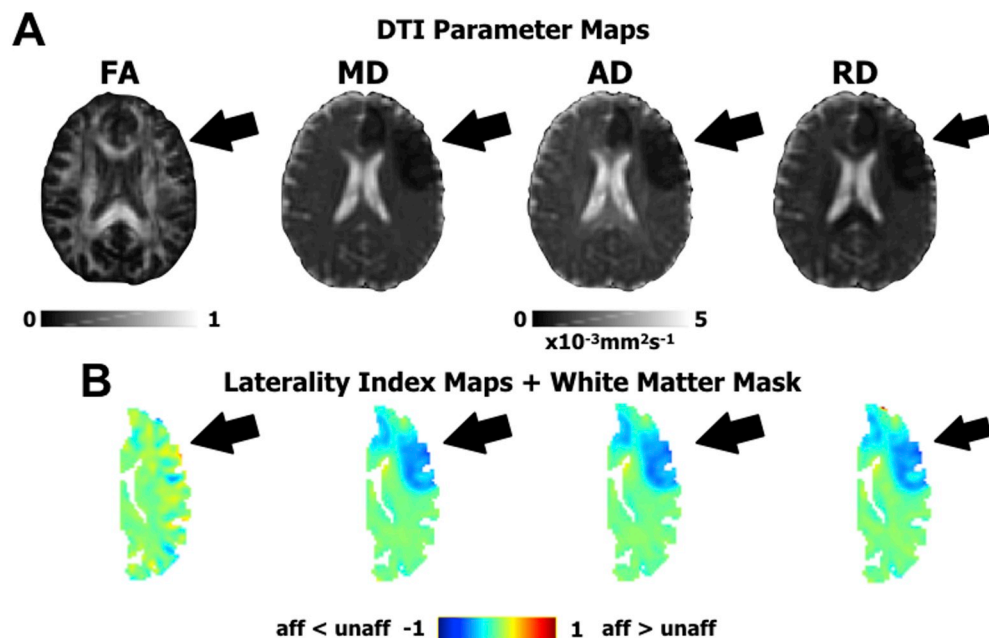 A
DTI Parameter Maps
FA MD AD RD
0 1 0 5
x10⁻³mm²s⁻¹
B
Laterality Index Maps + White Matter Mask
aff < unaff -1 1 aff > unaff